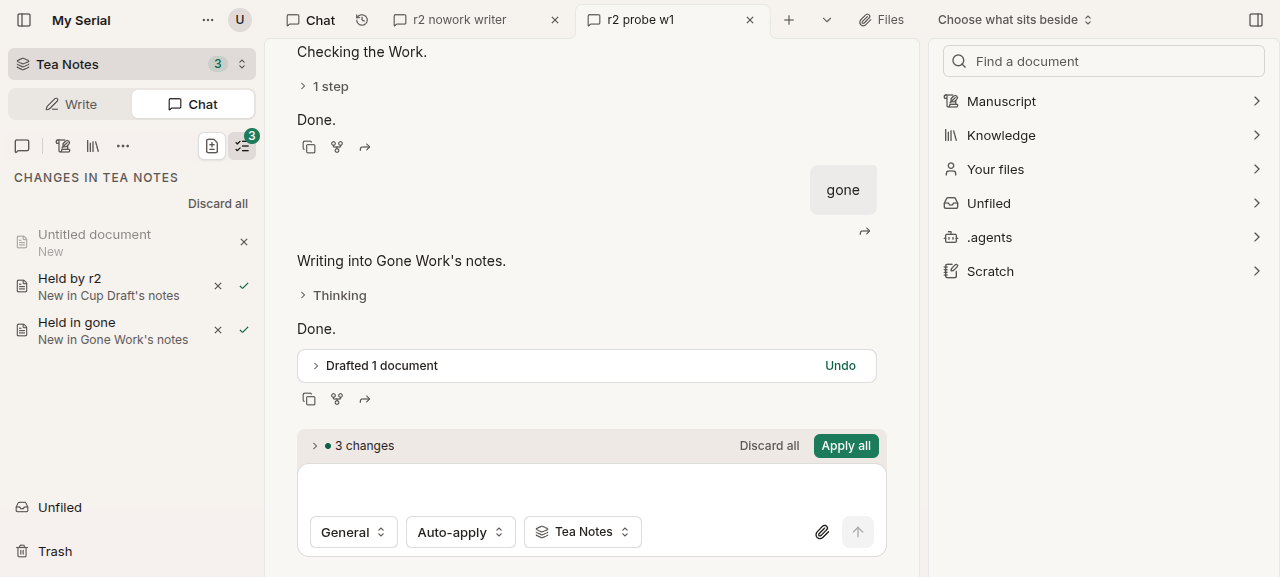 My Serial
U
Tea Notes
3
Write
Chat
3
CHANGES IN TEA NOTES
Discard all
Untitled document
New
Held by r2
New in Cup Draft's notes
Held in gone
New in Gone Work's notes
Unfiled
Trash
Chat
r2 nowork writer
r2 probe w1
Files
Checking the Work.
1 step
Done.
gone
Writing into Gone Work's notes.
Thinking
Done.
Drafted 1 document
Undo
3 changes
Discard all
Apply all
General
Auto-apply
Tea Notes
Choose what sits beside
Find a document
Manuscript
Knowledge
Your files
Unfiled
.agents
Scratch